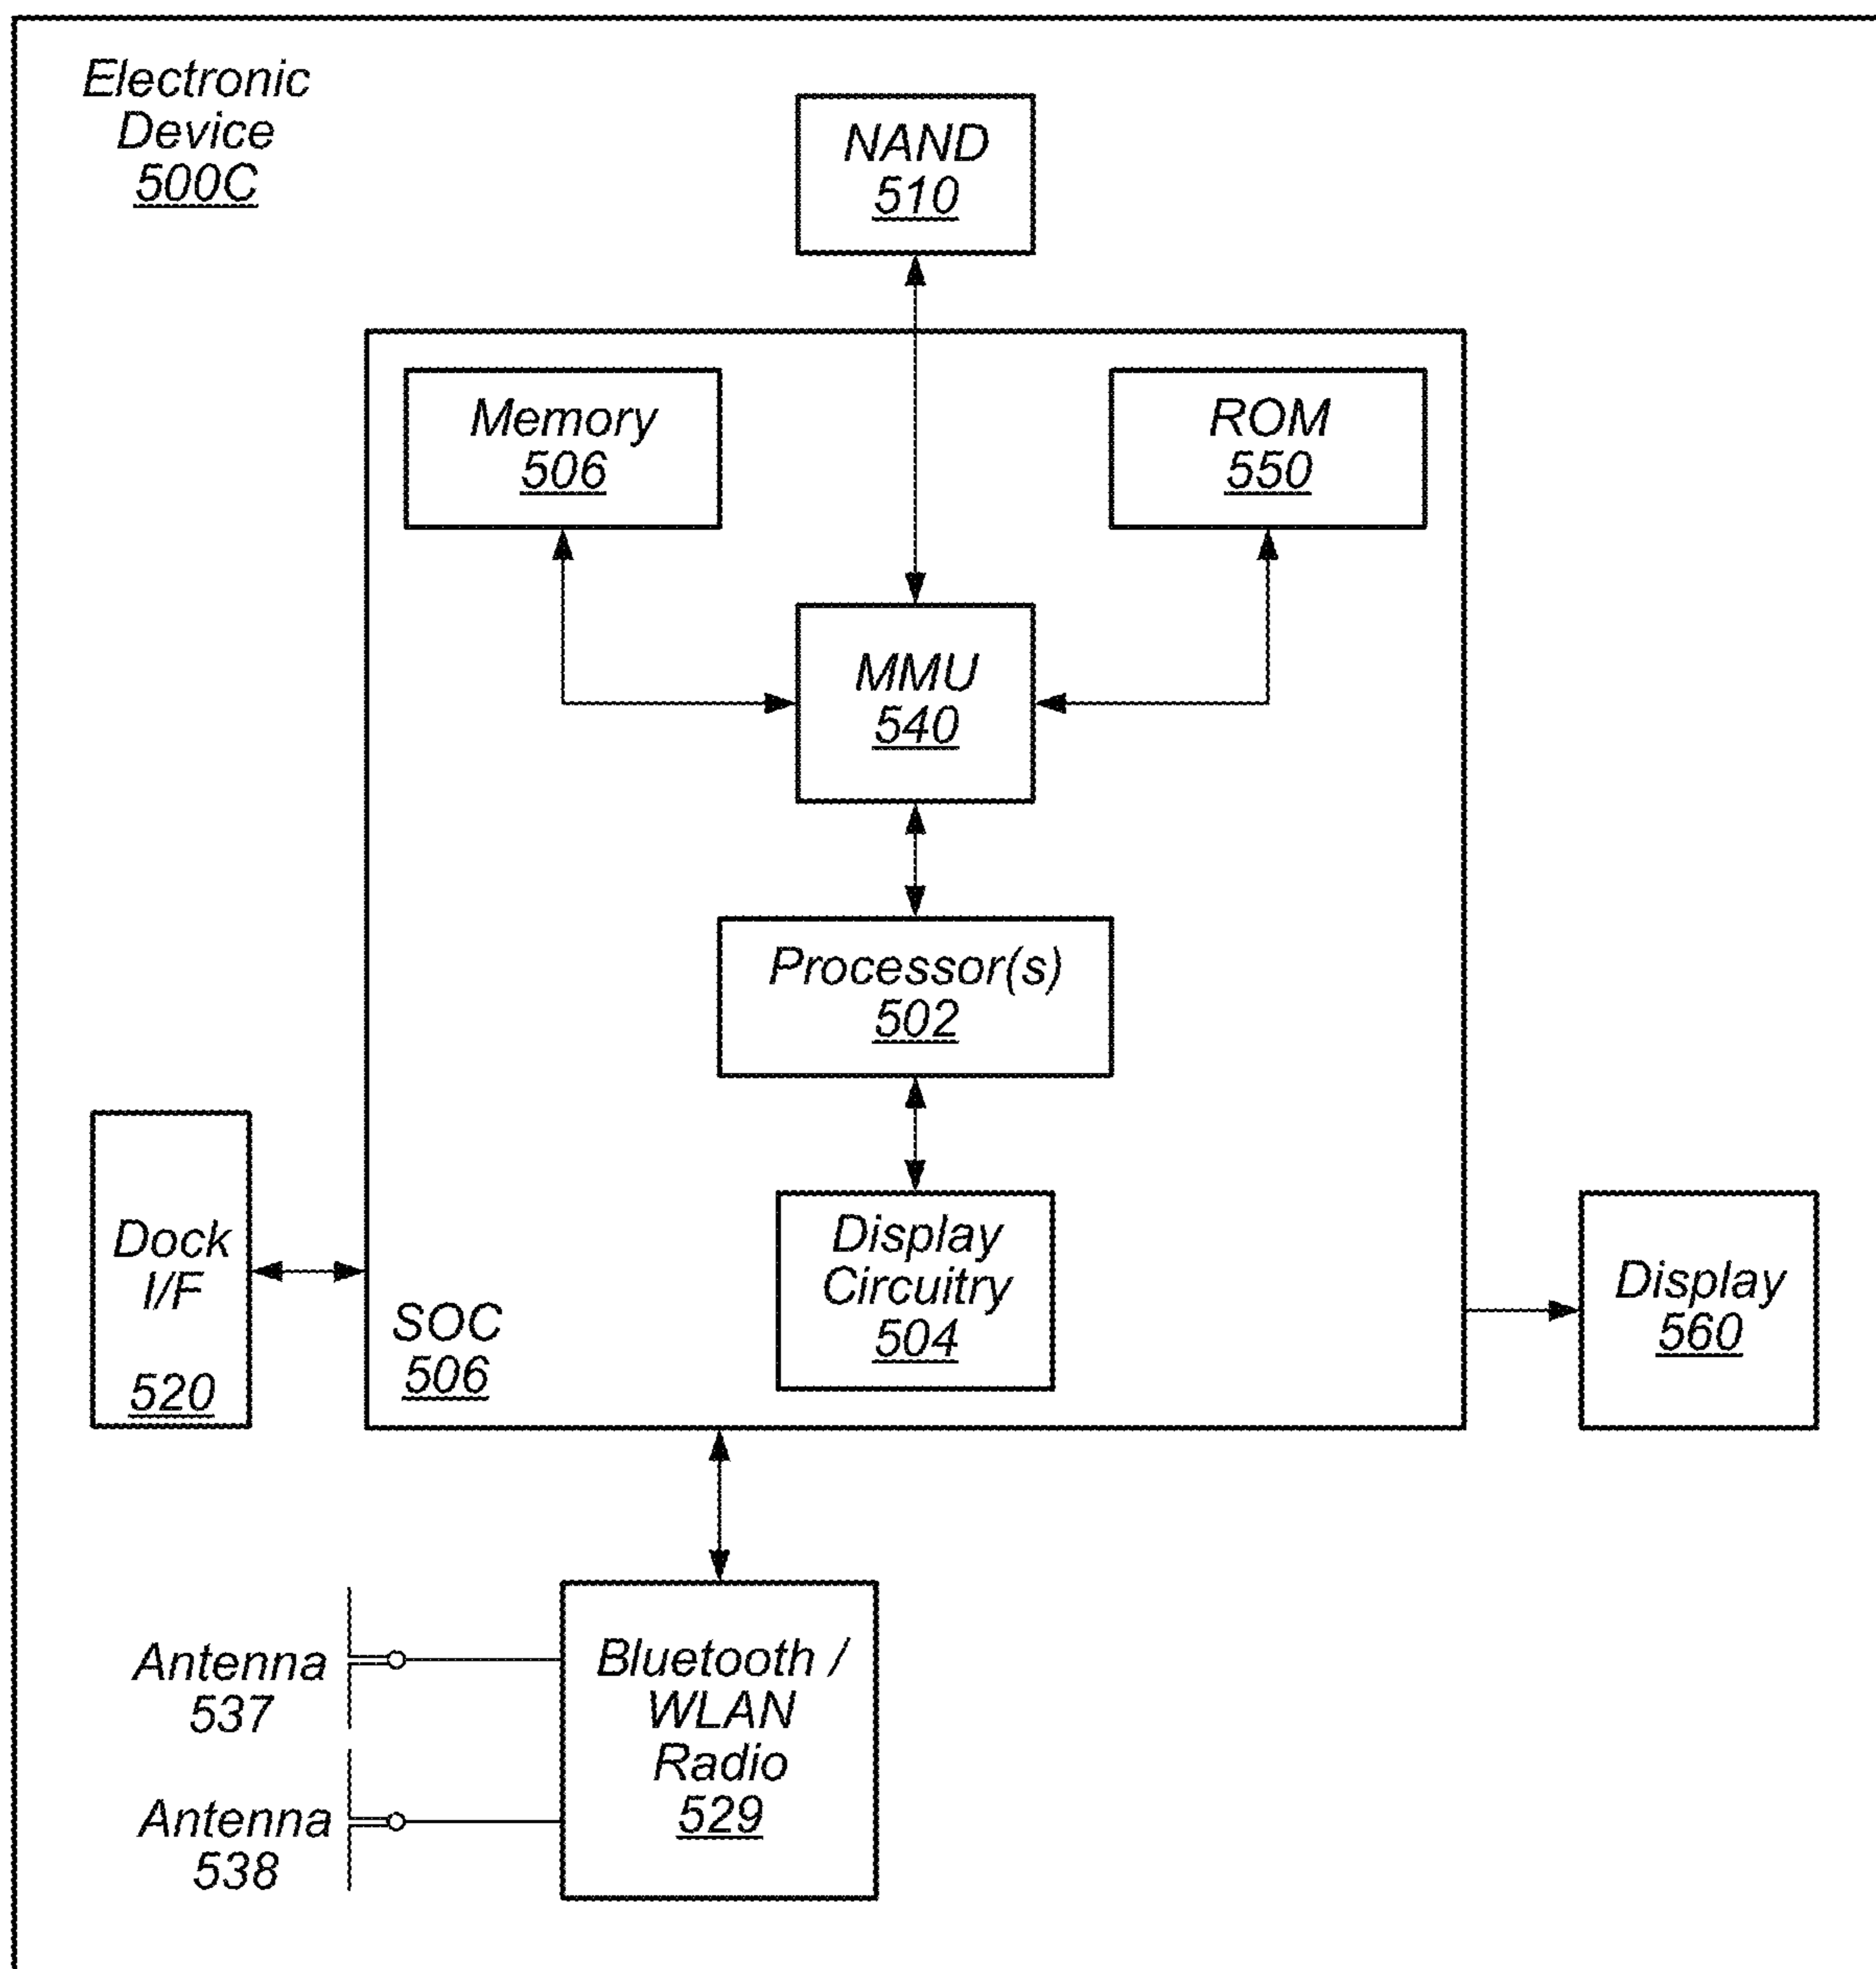 Electronic
Device
500C
NAND
510
Memory
506
ROM
550
MMU
540
Processor(s)
502
Display
Circuitry
504
SOC
506
Dock
I/F
520
Display
560
Bluetooth /
WLAN
Radio
529
Antenna
537
Antenna
538